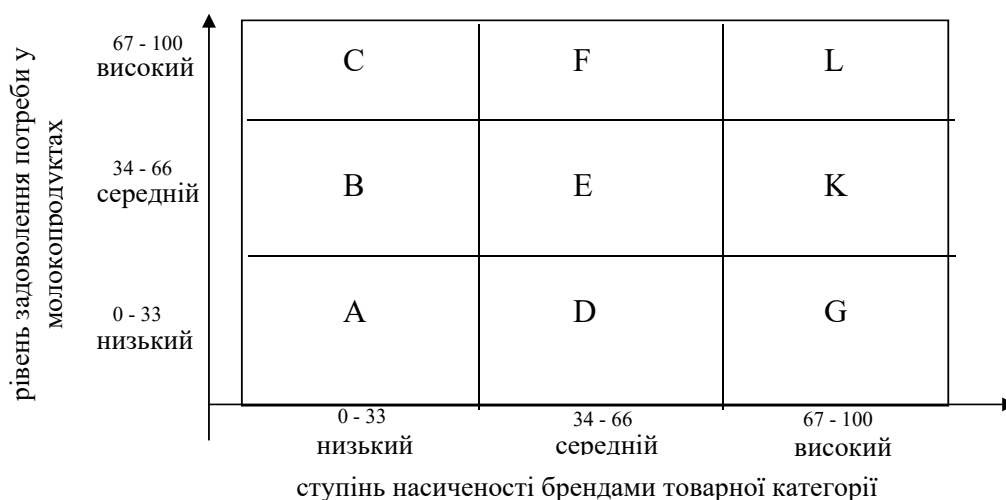 рівень задоволення потреби у
молокопродуктах
67 - 100
високий
C F L
34 - 66
середній
B E K
0 - 33
низький
A D G
0 - 33 34 - 66 67 - 100
низький середній високий
ступінь насиченості брендами товарної категорії